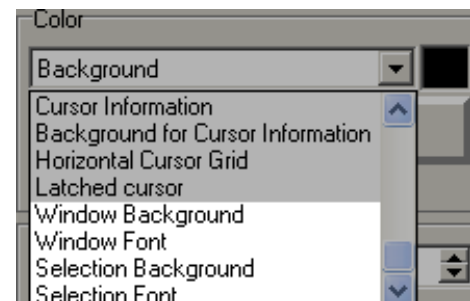 Color
Background
Cursor Information
Background for Cursor Information
Horizontal Cursor Grid
Latched cursor
Window Background
Window Font
Selection Background
Selection Font